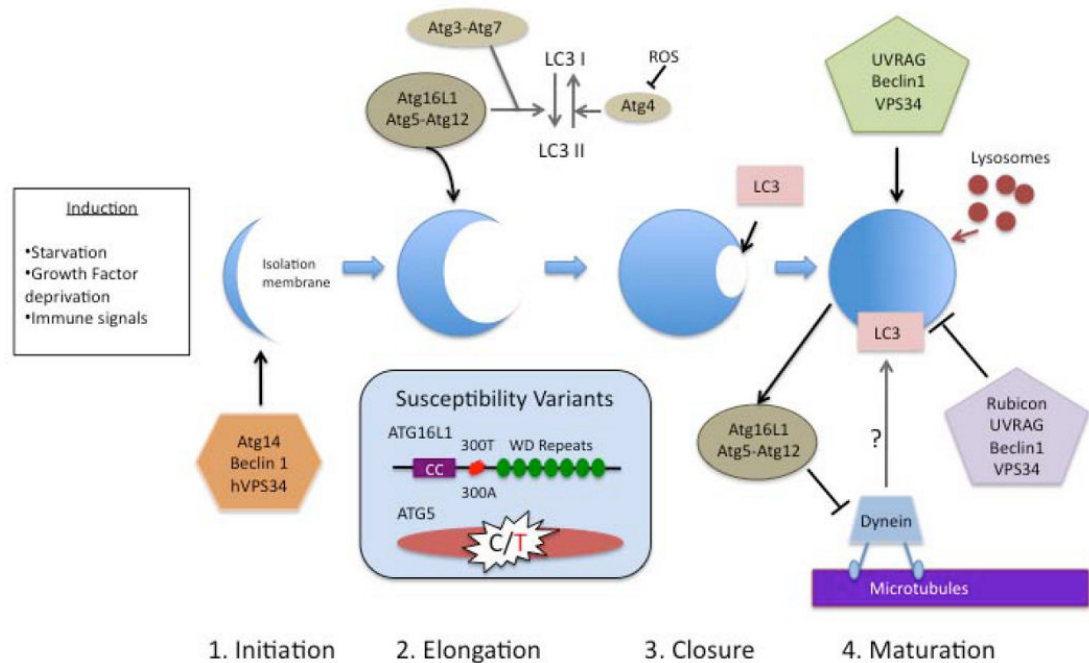 Atg3-Atg7
LC3 I
ROS
Atg16L1
Atg5-Atg12
Atg4
LC3 II
UVRAG
Beclin1
VPS34
Lysosomes
LC3
Induction
•Starvation
•Growth Factor
deprivation
•Immune signals
Isolation
membrane
LC3
Atg14
Beclin 1
hVPS34
Susceptibility Variants
ATG16L1
300T
WD Repeats
CC
300A
ATG5
C/T
Atg16L1
Atg5-Atg12
?
Rubicon
UVRAG
Beclin1
VPS34
Dynein
Microtubules
1. Initiation
2. Elongation
3. Closure
4. Maturation